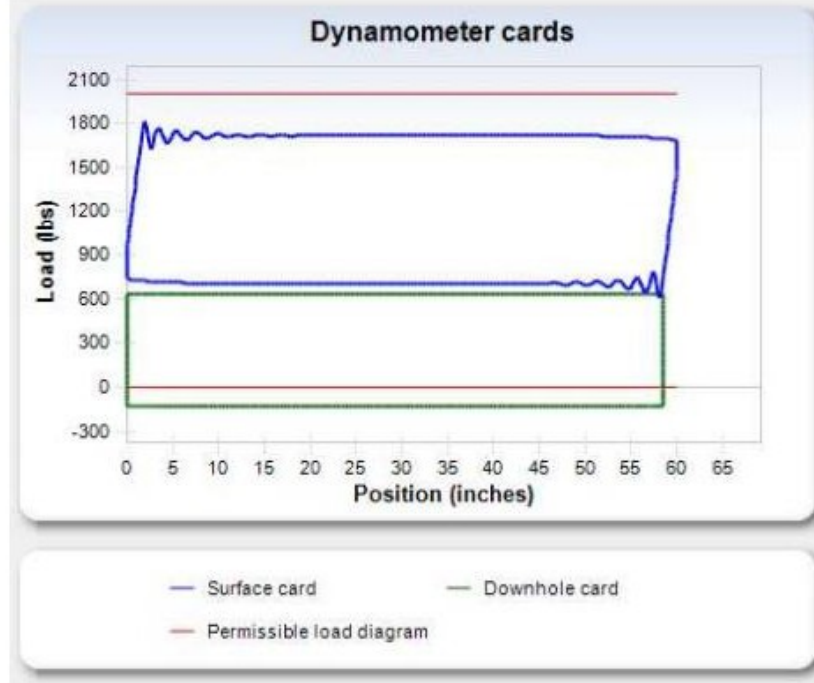 Dynamometer cards
2100
1800
1500
1200
900
600
300
0
-300
Load (lbs)
0 5 10 15 20 25 30 35 40 45 50 55 60 65
Position (inches)
Surface card Downhole card
Permissible load diagram